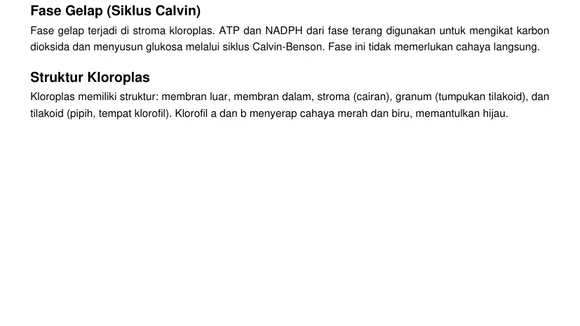 Fase Gelap (Siklus Calvin)
Fase gelap terjadi di stroma kloroplas. ATP dan NADPH dari fase terang digunakan untuk mengikat karbon
dioksida dan menyusun glukosa melalui siklus Calvin-Benson. Fase ini tidak memerlukan cahaya langsung.
Struktur Kloroplas
Kloroplas memiliki struktur: membran luar, membran dalam, stroma (cairan), granum (tumpukan tilakoid), dan
tilakoid (pipih, tempat klorofil). Klorofil a dan b menyerap cahaya merah dan biru, memantulkan hijau.